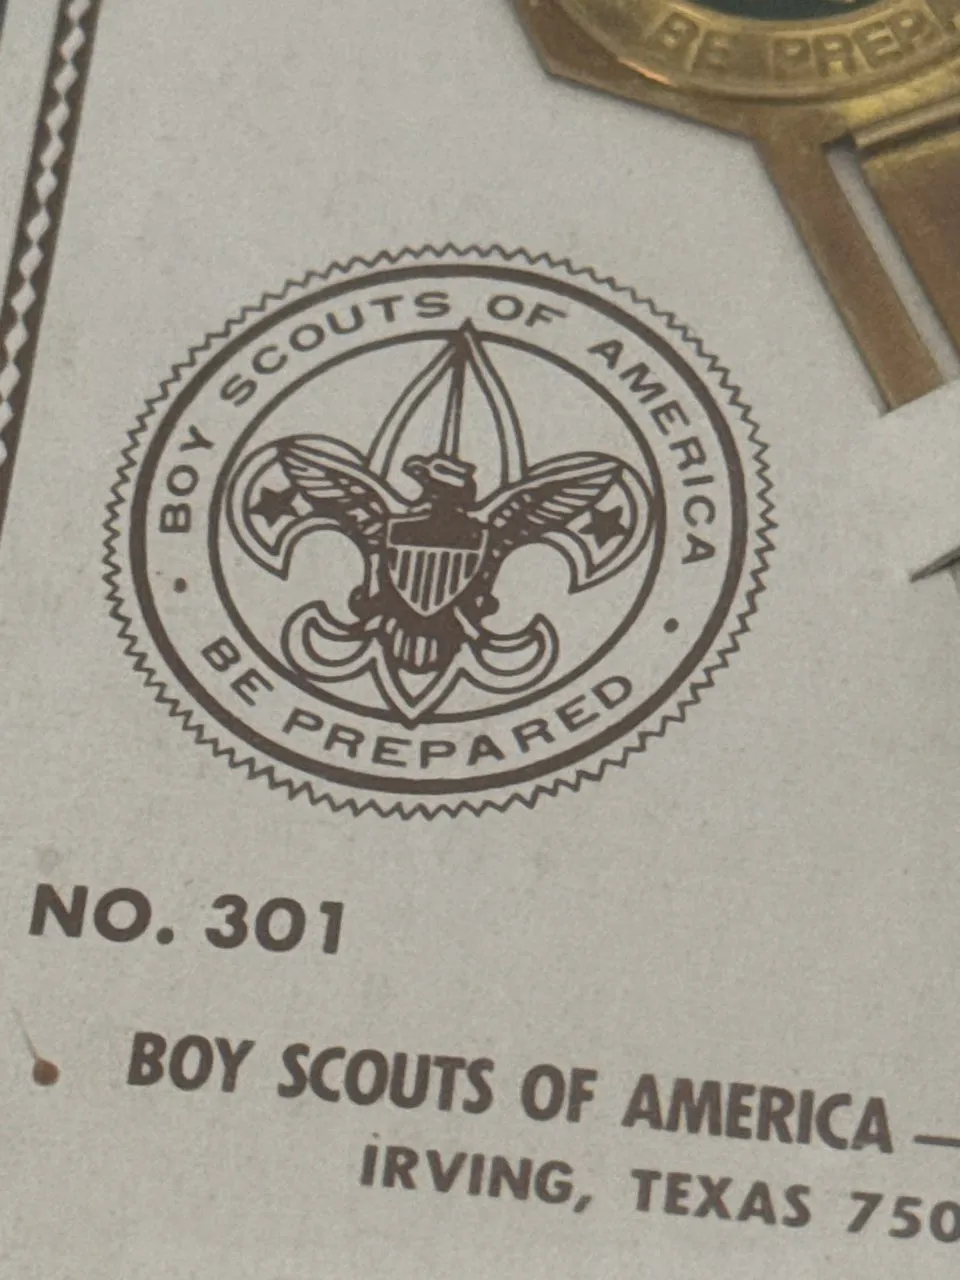 BE PREP
BOY SCOUTS OF AMERICA
BE PREPARED
NO. 301
BOY SCOUTS OF AMERICA —
IRVING, TEXAS 750